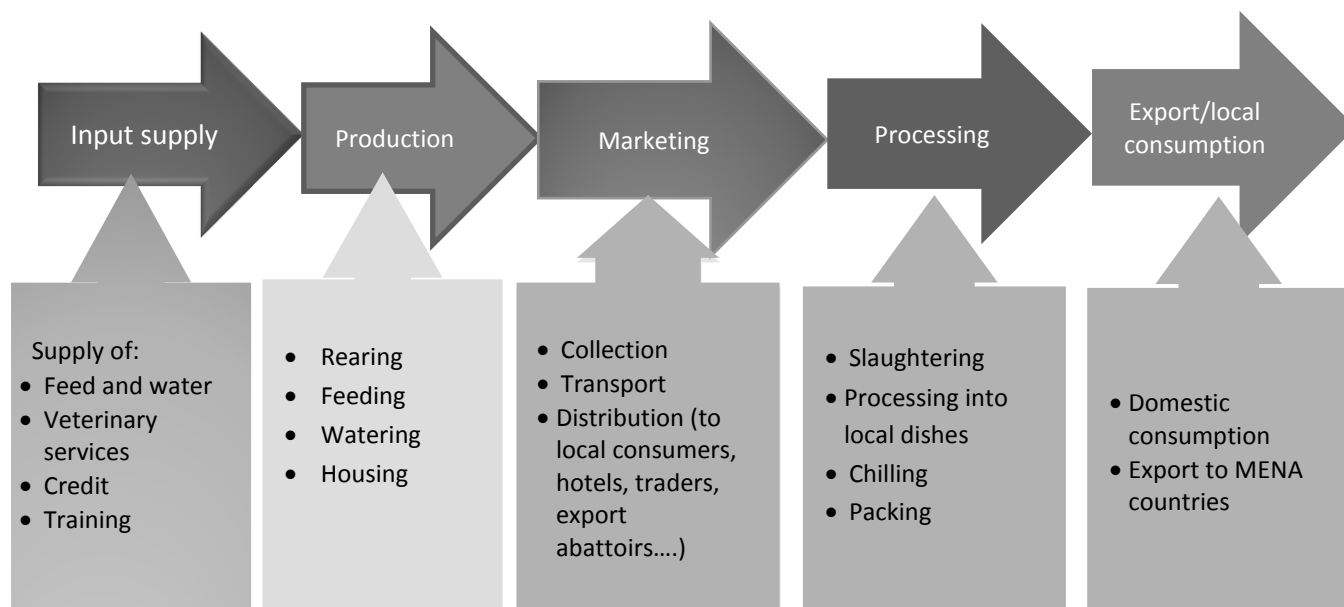 Input supply
Production
Marketing
Processing
Export/local
consumption
Supply of:
• Feed and water
• Veterinary
services
• Credit
• Training
• Rearing
• Feeding
• Watering
• Housing
• Collection
• Transport
• Distribution (to
local consumers,
hotels, traders,
export
abattoirs....)
• Slaughtering
• Processing into
local dishes
• Chilling
• Packing
• Domestic
consumption
• Export to MENA
countries